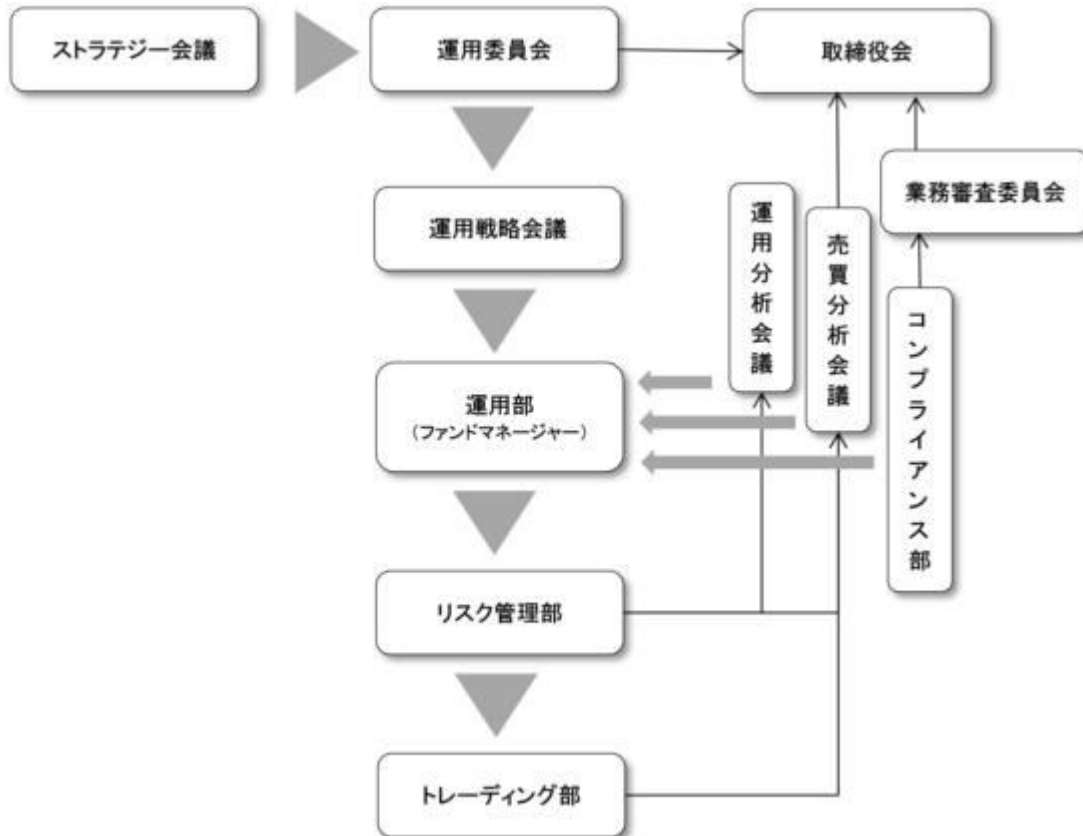 ストラテジー会議
運用委員会
取締役会
業務審査委員会
運用戦略会議
運用分析会議
売買分析会議
コンプライアンス部
運用部
(ファンドマネージャー)
リスク管理部
トレーディング部